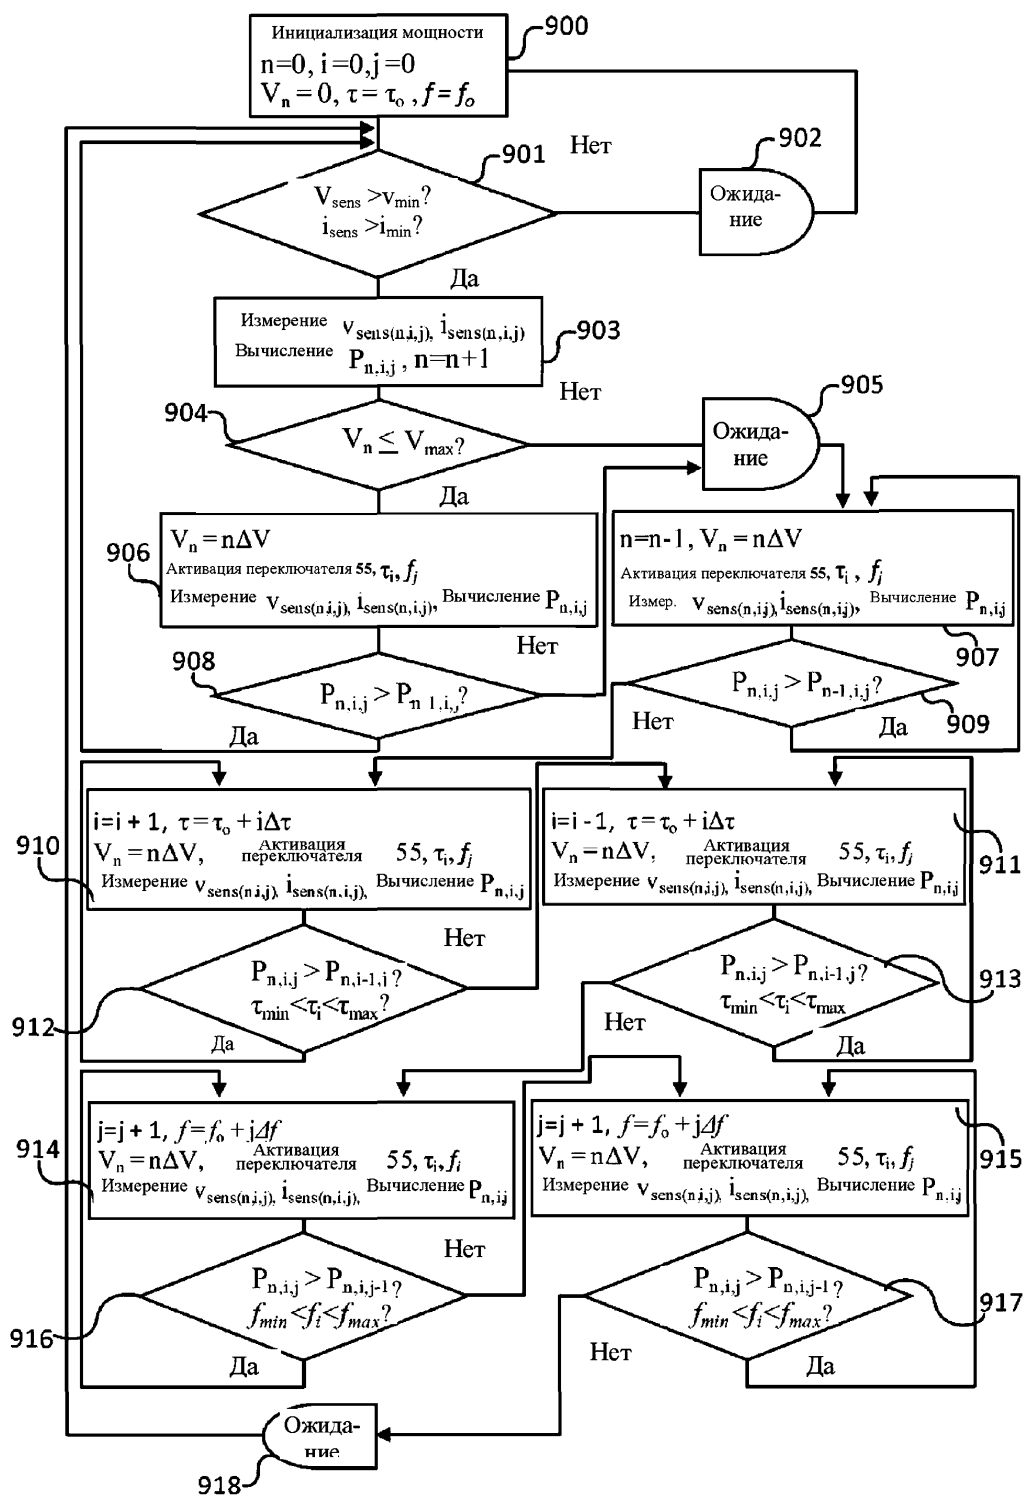 Инициализация мощности
n=0, i=0,j=0
Vn = 0, τ = τo , f = fo
900
901
Нет
902
Vsens >vmin?
isens >imin?
Ожида-
ние
Да
Измерение vsens(n,i,j), isens(n,i,j)
Вычисление Pn,i,j , n=n+1
903
Нет
904
Vn ≤ Vmax?
905
Ожида-
ние
Да
906
Vn = nΔV
Активация переключателя 55, τi, fj
Измерение vsens(n,i,j), isens(n,i,j), Вычисление Pn,i,j
n=n-1, Vn = nΔV
Активация переключателя 55, τi , fj
Измер. vsens(n,i,j), isens(n,i,j), Вычисление Pn,i,j
907
Нет
908
Pn,i,j > Pn-1,i,j?
Да
Pn,i,j > Pn-1,i,j?
909
Нет
Да
910
i=i + 1, τ = τo + iΔτ
Vn = nΔV, Активация переключателя 55, τi, fj
Измерение vsens(n,i,j), isens(n,i,j), Вычисление Pn,i,j
i=i -1, τ = τo + iΔτ
Vn = nΔV, Активация переключателя 55, τi, fj
Измерение vsens(n,i,j), isens(n,i,j), Вычисление Pn,i,j
911
Нет
912
Pn,i,j > Pn,i-1,j?
τmin<τi<τmax?
Да
Pn,i,j > Pn,i-1,j?
τmin<τi<τmax
913
Нет
Да
914
j=j + 1, f=fo + jΔf
Vn = nΔV, Активация переключателя 55, τi, fi
Измерение vsens(n,i,j), isens(n,i,j), Вычисление Pn,i,j
j=j + 1, f=fo + jΔf
Vn = nΔV, Активация переключателя 55, τi, fj
Измерение vsens(n,i,j), isens(n,i,j), Вычисление Pn,i,j
915
Нет
916
Pn,i,j > Pn,i,j-1?
fmin <fi<fmax?
Да
Pn,i,j > Pn,i,j-1?
fmin <fi<fmax?
917
Нет
Да
Ожида-
ние
918